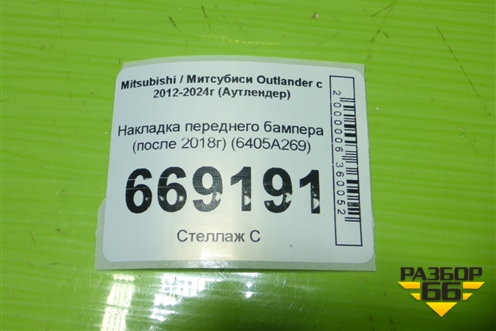 Mitsubishi / Митсубиси Outlander с
2012-2024г (Аутлендер)
Накладка переднего бампера
(после 2018г) (6405A269)
669191
Стеллаж С
2000006360052
РАЗБОР
66